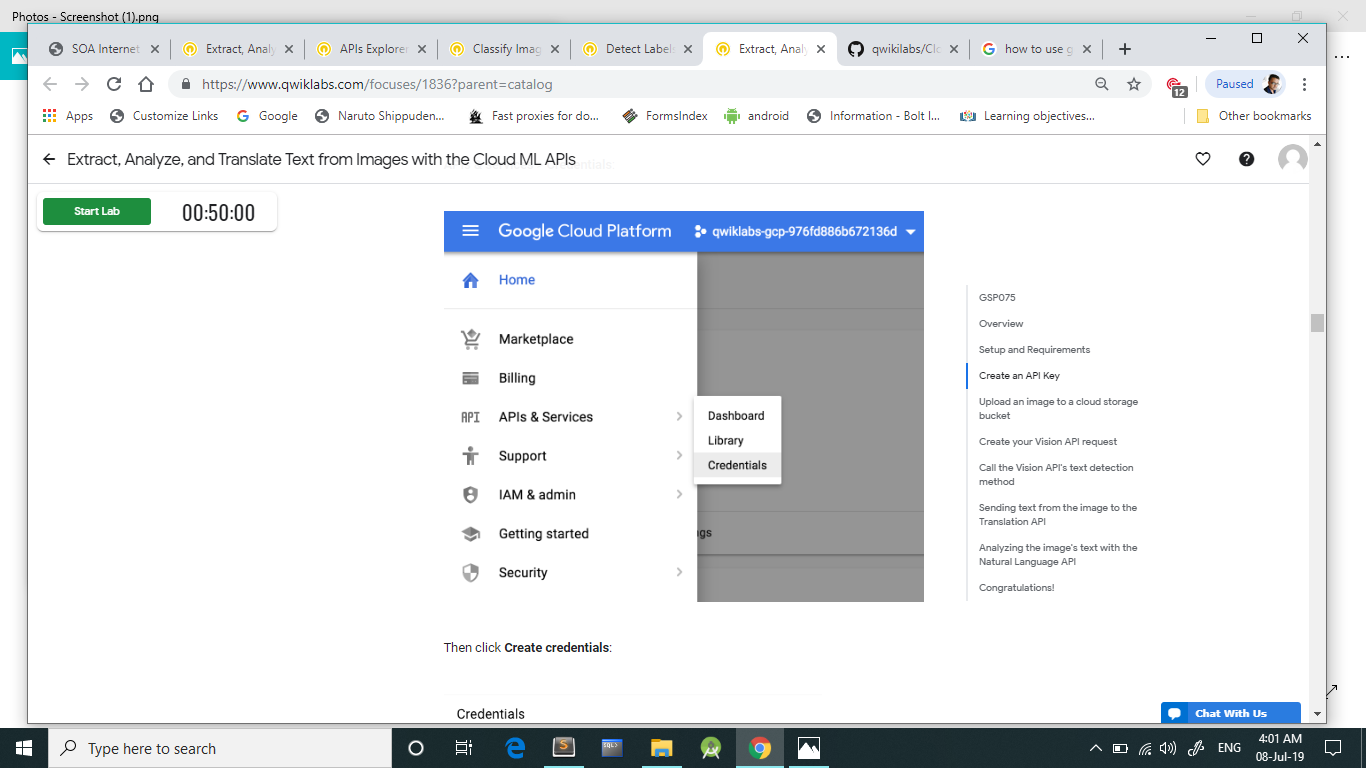 Photos - Screenshot (1).png
SOA Internet
Extract, Analy
APIs Explorer
Classify Imag
Detect Labels
Extract, Analy
qwikilabs/Clo
how to use g
https://www.qwiklabs.com/focuses/1836?parent=catalog
12
Paused
Apps
Customize Links
Google
Naruto Shippuden...
Fast proxies for do...
FormsIndex
android
Information - Bolt I...
Learning objectives...
Other bookmarks
Extract, Analyze, and Translate Text from Images with the Cloud ML APIs
Start Lab
00:50:00
Google Cloud Platform
qwiklabs-gcp-976fd886b672136d
Home
Marketplace
Billing
API
APIs & Services
Support
IAM & admin
Getting started
Security
Dashboard
Library
Credentials
ngs
GSP075
Overview
Setup and Requirements
Create an API Key
Upload an image to a cloud storage
bucket
Create your Vision API request
Call the Vision API's text detection
method
Sending text from the image to the
Translation API
Analyzing the image's text with the
Natural Language API
Congratulations!
Then click Create credentials:
Credentials
Chat With Us
Type here to search
SQL>
ENG
4:01 AM
08-Jul-19